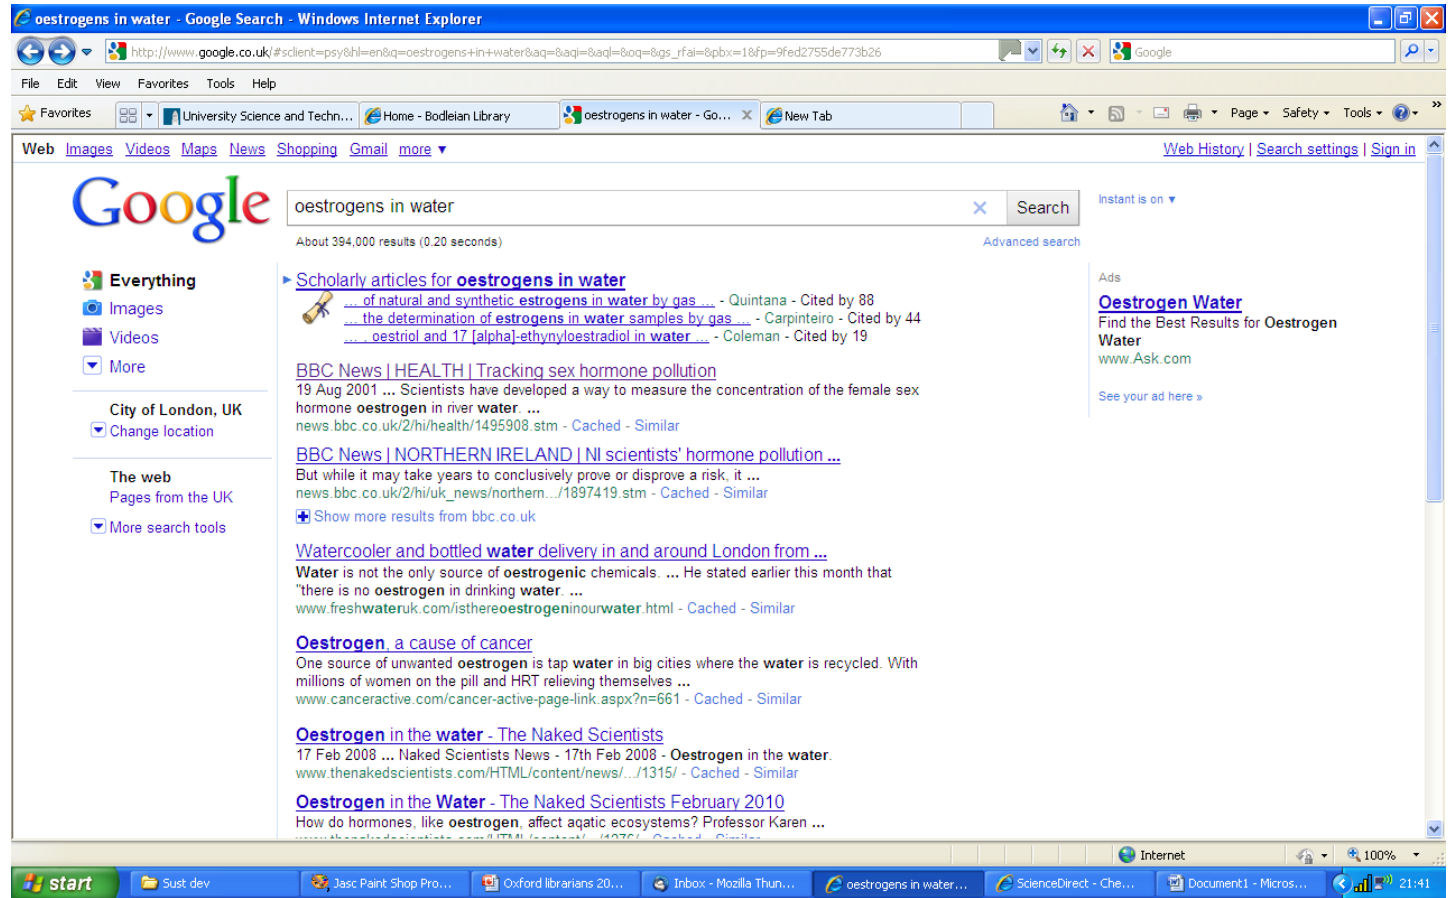 oestrogens in water - Google Search - Windows Internet Explorer
http://www.google.co.uk/#sclient=psy&hl=en&q=oestrogens+in+water&aq=&aqi=&aql=&oq=&gs_rfai=&pbx=1&fp=9fed2755de773b26
Google
File Edit View Favorites Tools Help
Favorites University Science and Techn... Home - Bodleian Library oestrogens in water - Go... New Tab Page Safety Tools
Web Images Videos Maps News Shopping Gmail more Web History | Search settings | Sign in
Google
oestrogens in water
Search
Instant is on
About 394,000 results (0.20 seconds)
Advanced search
Everything
Images
Videos
More
City of London, UK
Change location
The web
Pages from the UK
More search tools
Scholarly articles for oestrogens in water
... of natural and synthetic estrogens in water by gas ... - Quintana - Cited by 88
... the determination of estrogens in water samples by gas ... - Carpinteiro - Cited by 44
... , oestriol and 17 [alpha]-ethynyloestradiol in water ... - Coleman - Cited by 19
BBC News | HEALTH | Tracking sex hormone pollution
19 Aug 2001 ... Scientists have developed a way to measure the concentration of the female sex
hormone oestrogen in river water. ...
news.bbc.co.uk/2/hi/health/1495908.stm - Cached - Similar
BBC News | NORTHERN IRELAND | NI scientists' hormone pollution ...
But while it may take years to conclusively prove or disprove a risk, it ...
news.bbc.co.uk/2/hi/uk_news/northern.../1897419.stm - Cached - Similar
Show more results from bbc.co.uk
Watercooler and bottled water delivery in and around London from ...
Water is not the only source of oestrogenic chemicals. ... He stated earlier this month that
"there is no oestrogen in drinking water. ...
www.freshwateruk.com/isthereoestrogeninourwater.html - Cached - Similar
Oestrogen, a cause of cancer
One source of unwanted oestrogen is tap water in big cities where the water is recycled. With
millions of women on the pill and HRT relieving themselves ...
www.canceractive.com/cancer-active-page-link.aspx?n=661 - Cached - Similar
Oestrogen in the water - The Naked Scientists
17 Feb 2008 ... Naked Scientists News - 17th Feb 2008 - Oestrogen in the water.
www.thenakedscientists.com/HTML/content/news/.../1315/ - Cached - Similar
Oestrogen in the Water - The Naked Scientists February 2010
How do hormones, like oestrogen, affect aqatic ecosystems? Professor Karen ...
Ads
Oestrogen Water
Find the Best Results for Oestrogen
Water
www.Ask.com
See your ad here »
Internet 100%
start Sust dev Jasc Paint Shop Pro... Oxford librarians 20... Inbox - Mozilla Thun... oestrogens in water... ScienceDirect - Che... Document1 - Micros... 21:41